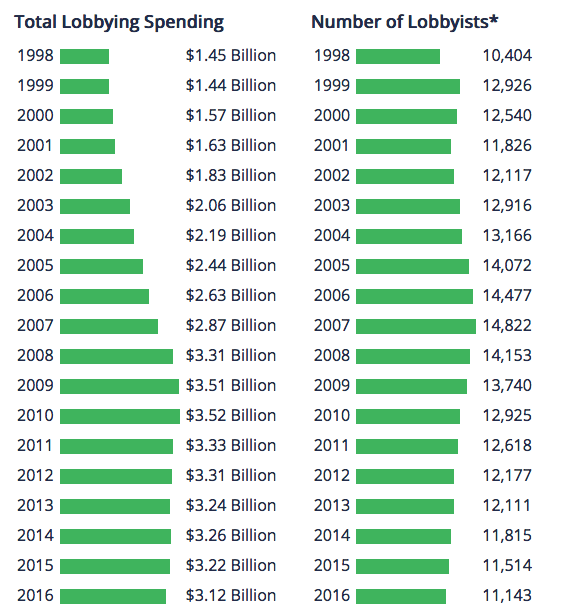 Total Lobbying Spending
1998 $1.45 Billion
1999 $1.44 Billion
2000 $1.57 Billion
2001 $1.63 Billion
2002 $1.83 Billion
2003 $2.06 Billion
2004 $2.19 Billion
2005 $2.44 Billion
2006 $2.63 Billion
2007 $2.87 Billion
2008 $3.31 Billion
2009 $3.51 Billion
2010 $3.52 Billion
2011 $3.33 Billion
2012 $3.31 Billion
2013 $3.24 Billion
2014 $3.26 Billion
2015 $3.22 Billion
2016 $3.12 Billion
Number of Lobbyists*
1998 10,404
1999 12,926
2000 12,540
2001 11,826
2002 12,117
2003 12,916
2004 13,166
2005 14,072
2006 14,477
2007 14,822
2008 14,153
2009 13,740
2010 12,925
2011 12,618
2012 12,177
2013 12,111
2014 11,815
2015 11,514
2016 11,143